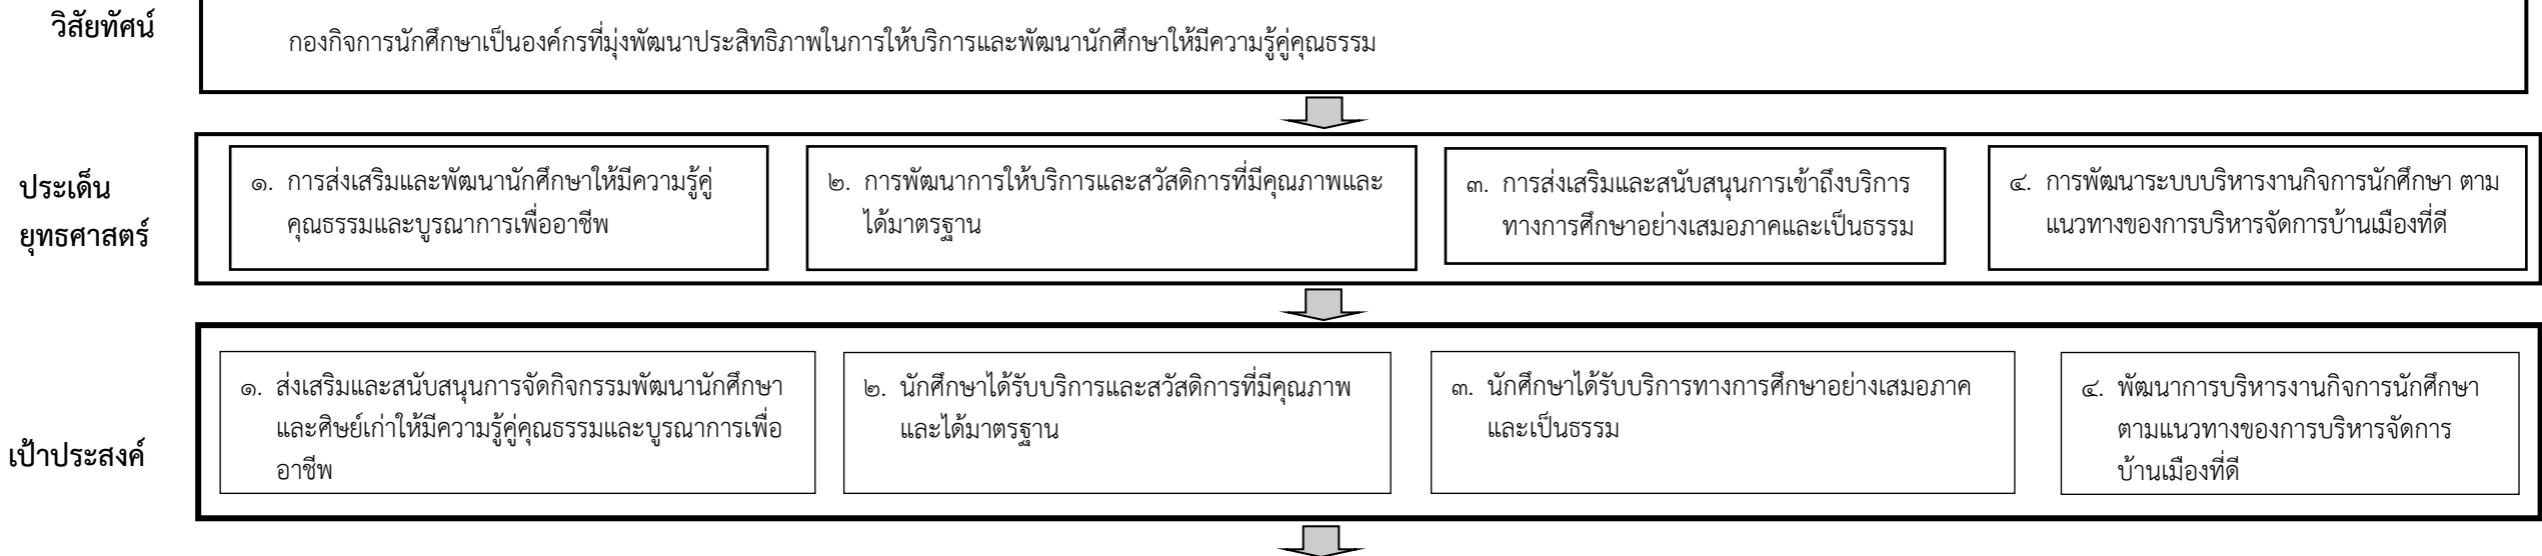 วิสัยทัศน์
กองกิจการนักศึกษาเป็นองค์กรที่มุ่งพัฒนาประสิทธิภาพในการให้บริการและพัฒนานักศึกษาให้มีความรู้คู่คุณธรรม
ประเด็น
ยุทธศาสตร์
๑. การส่งเสริมและพัฒนานักศึกษาให้มีความรู้คู่
คุณธรรมและบูรณาการเพื่ออาชีพ
๒. การพัฒนาการให้บริการและสวัสดิการที่มีคุณภาพและ
ได้มาตรฐาน
๓. การส่งเสริมและสนับสนุนการเข้าถึงบริการ
ทางการศึกษาอย่างเสมอภาคและเป็นธรรม
๔. การพัฒนาระบบบริหารงานกิจการนักศึกษา ตาม
แนวทางของการบริหารจัดการบ้านเมืองที่ดี
เป้าประสงค์
๑. ส่งเสริมและสนับสนุนการจัดกิจกรรมพัฒนานักศึกษา
และศิษย์เก่าให้มีความรู้คู่คุณธรรมและบูรณาการเพื่อ
อาชีพ
๒. นักศึกษาได้รับบริการและสวัสดิการที่มีคุณภาพ
และได้มาตรฐาน
๓. นักศึกษาได้รับบริการทางการศึกษาอย่างเสมอภาค
และเป็นธรรม
๔. พัฒนาการบริหารงานกิจการนักศึกษา
ตามแนวทางของการบริหารจัดการ
บ้านเมืองที่ดี